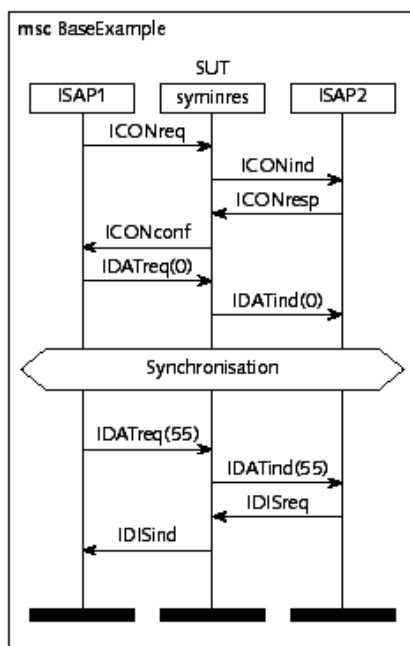 msc BaseExample
SUT
ISAP1 syminres ISAP2
ICONreq
ICONind
ICONresp
ICONconf
IDATreq(0)
IDATind(0)
Synchronisation
IDATreq(55)
IDATind(55)
IDISreq
IDISind